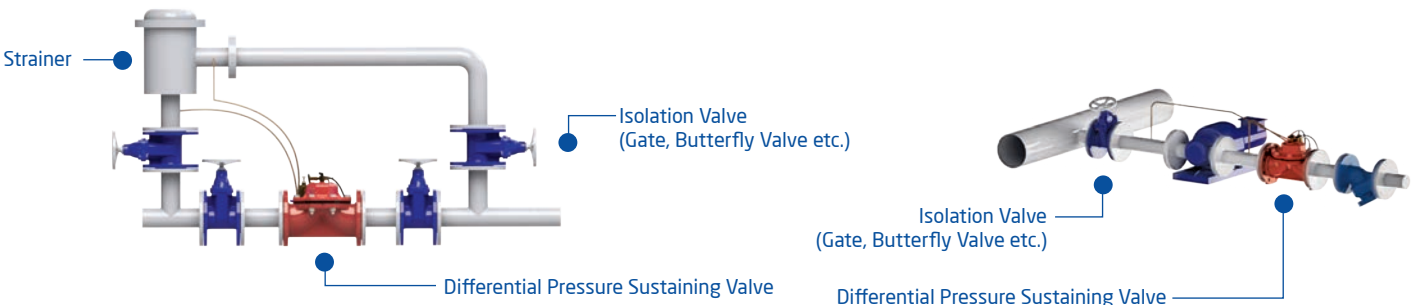 Strainer
Isolation Valve
(Gate, Butterfly Valve etc.)
Differential Pressure Sustaining Valve
Isolation Valve
(Gate, Butterfly Valve etc.)
Differential Pressure Sustaining Valve